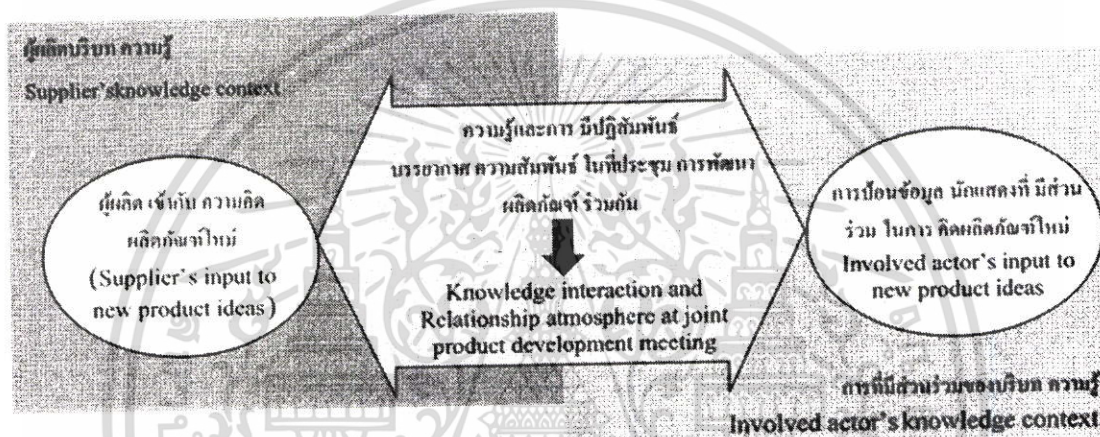 ผู้ผลิตบริบท ความรู้
Supplier'sknowledge context
ผู้ผลิต เข้ากับ ความคิด
ผลิตภัณฑ์ใหม่
(Supplier's input to
new product ideas)
ความรู้และการ มีปฏิสัมพันธ์
บรรยากาศ ความสัมพันธ์ ในที่ประชุม การพัฒนา
ผลิตภัณฑ์ ร่วมกัน
Knowledge interaction and
Relationship atmosphere at joint
product development meeting
การป้อนข้อมูล นักแสดงที่ มีส่วน
ร่วม ในการ คิดผลิตภัณฑ์ใหม่
Involved actor's input to
new product ideas
การที่มีส่วนร่วมของบริบท ความรู้
Involved actor'sknowledge context